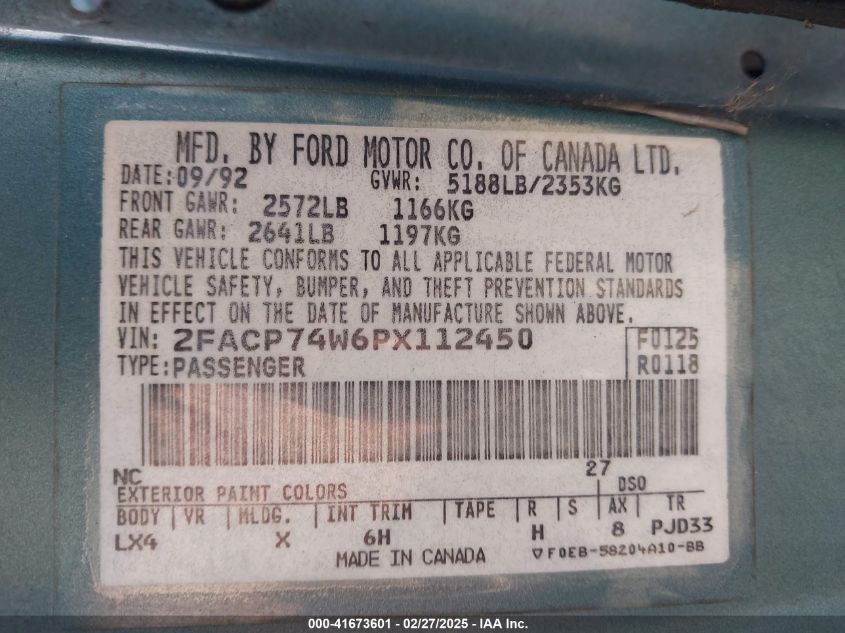 MFD. BY FORD MOTOR CO. OF CANADA LTD.
DATE: 09/92 GVWR: 5188LB/2353KG
FRONT GAWR: 2572LB 1166KG
REAR GAWR: 2641LB 1197KG
THIS VEHICLE CONFORMS TO ALL APPLICABLE FEDERAL MOTOR
VEHICLE SAFETY, BUMPER, AND THEFT PREVENTION STANDARDS
IN EFFECT ON THE DATE OF MANUFACTURE SHOWN ABOVE.
VIN: 2FACP74W6PX112450 F0125
TYPE: PASSENGER R0118
NC 27
EXTERIOR PAINT COLORS DSO
BODY VR MLDG. INT TRIM TAPE R S AX TR
LX4 X 6H H 8 PJD33
MADE IN CANADA ▽F0EB-58204A10-BB
000-41673601 - 02/27/2025 - IAA Inc.